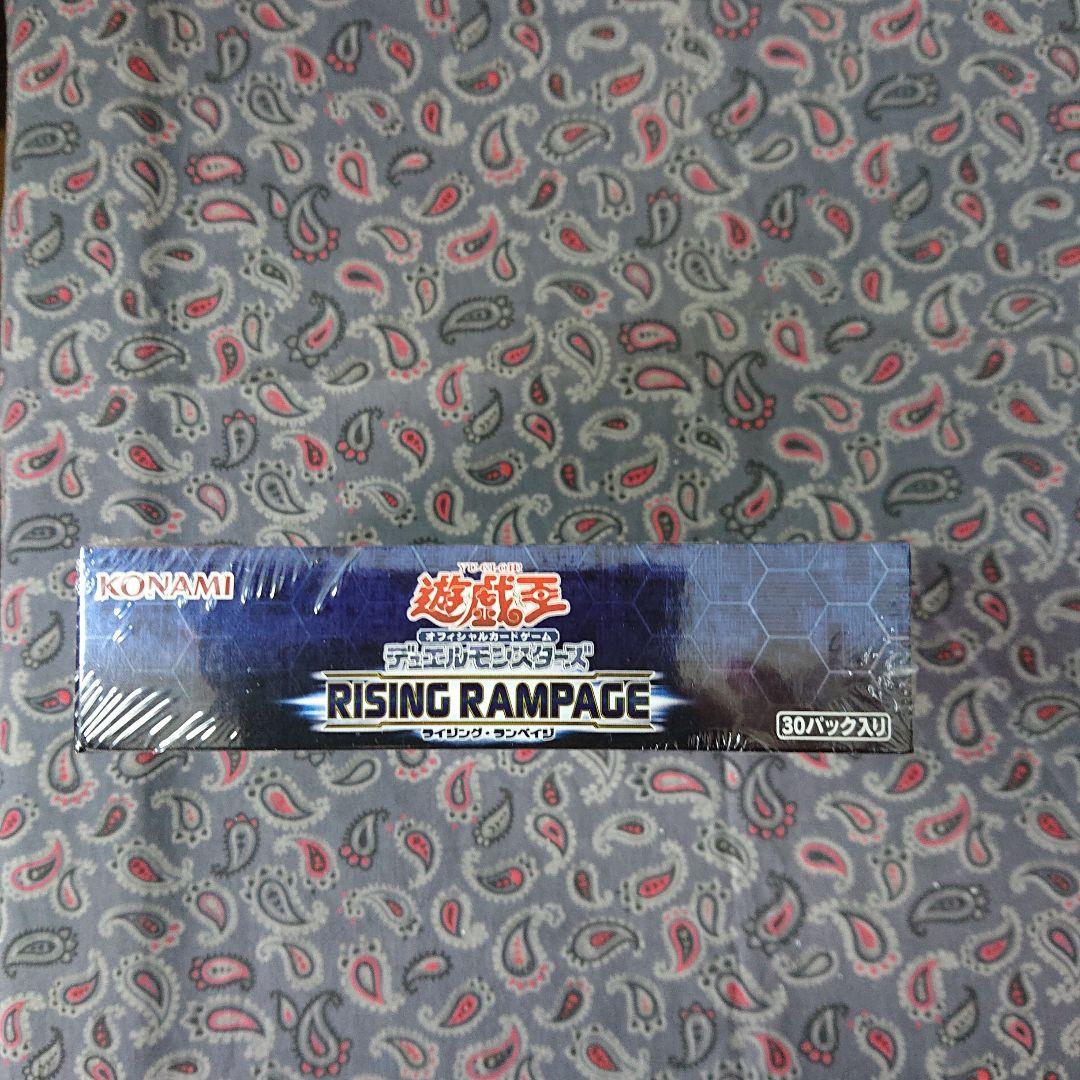 KONAMI
YU-GI-OH!
遊戯王
オフィシャルカードゲーム
デュエルモンスターズ
RISING RAMPAGE
ライジング・ランペイジ
30パック入り